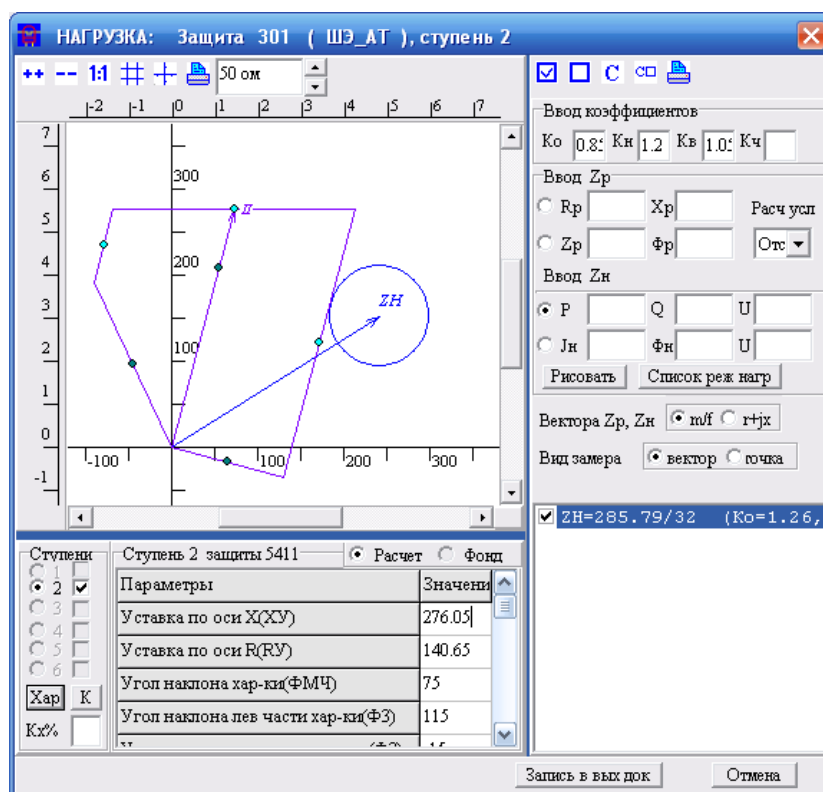 НАГРУЗКА: Защита 301 ( ШЭ_АТ ), ступень 2
++ -- 1:1 50 ом
C
-2 -1 0 1 2 3 4 5 6 7
7
6
5
4
3
2
1
0
-1
300
200
100
-100 100 200 300
II
ZH
Ввод коэффициентов
Ко 0.8 Кн 1.2 Кв 1.0 Кч
Ввод Zр
Rр Xр Расч усл
Zр Фр Отс
Ввод Zн
P Q U
Jн Фн U
Рисовать Список реж нагр
Вектора Zр, Zн m/f r+jx
Вид замера вектор точка
ZH=285.79/32 (Ко=1.26,
Ступени
1
2
3
4
5
6
Хар К
Кх%
Ступень 2 защиты 5411 Расчет Фонд
Параметры Значени
Уставка по оси Х(ХУ) 276.05
Уставка по оси R(RУ) 140.65
Угол наклона хар-ки(ФМЧ) 75
Угол наклона лев части хар-ки(ФЗ) 115
Запись в вых док Отмена